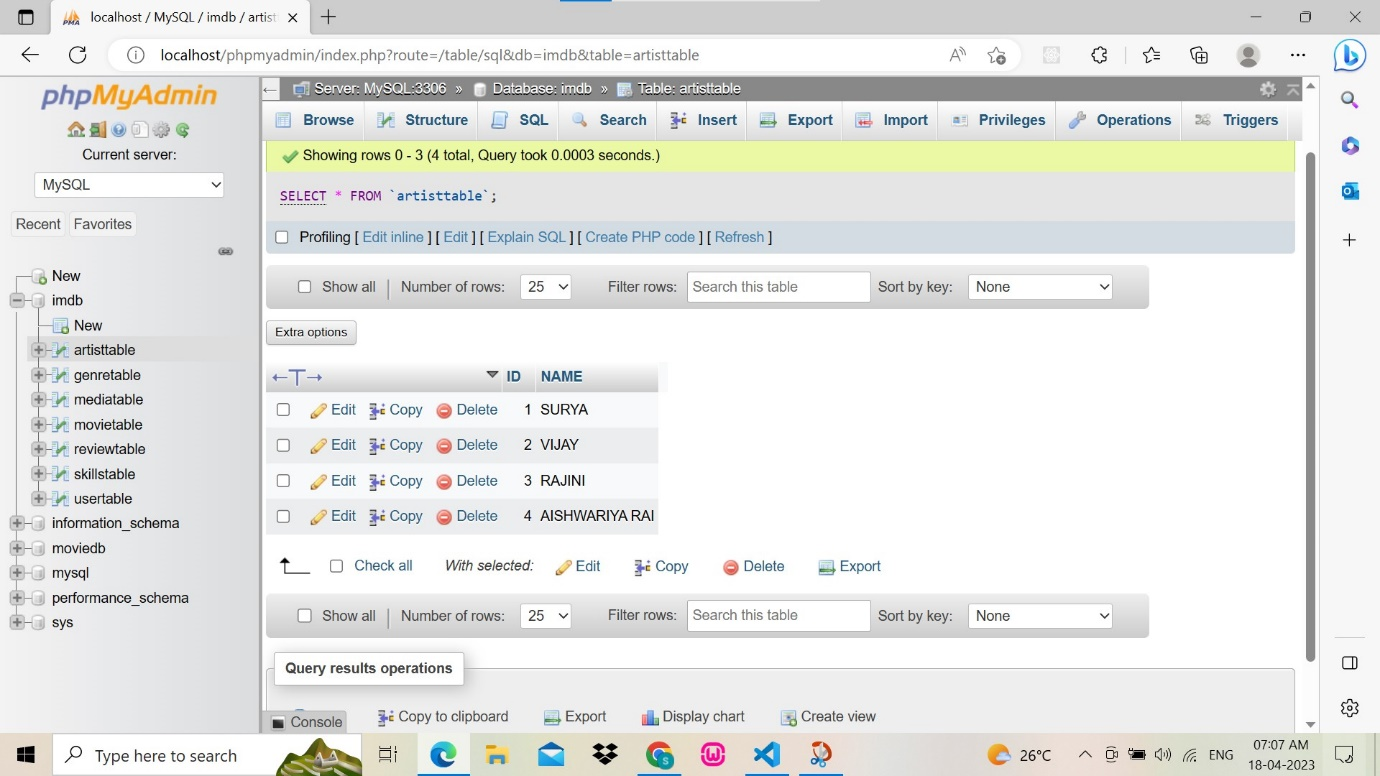 localhost / MySQL / imdb / artist
localhost/phpmyadmin/index.php?route=/table/sql&db=imdb&table=artisttable
phpMyAdmin
Current server:
MySQL
Recent Favorites
New
imdb
New
artisttable
genretable
mediatable
movietable
reviewtable
skillstable
usertable
information_schema
moviedb
mysql
performance_schema
sys
Server: MySQL:3306 » Database: imdb » Table: artisttable
Browse Structure SQL Search Insert Export Import Privileges Operations Triggers
Showing rows 0 - 3 (4 total, Query took 0.0003 seconds.)
SELECT * FROM `artisttable`;
Profiling [ Edit inline ] [ Edit ] [ Explain SQL ] [ Create PHP code ] [ Refresh ]
Show all | Number of rows: 25 Filter rows: Search this table Sort by key: None
Extra options
←T→ ID NAME
Edit Copy Delete 1 SURYA
Edit Copy Delete 2 VIJAY
Edit Copy Delete 3 RAJINI
Edit Copy Delete 4 AISHWARIYA RAI
Check all With selected: Edit Copy Delete Export
Show all | Number of rows: 25 Filter rows: Search this table Sort by key: None
Query results operations
Console Copy to clipboard Export Display chart Create view
Type here to search
26°C ENG
07:07 AM
18-04-2023